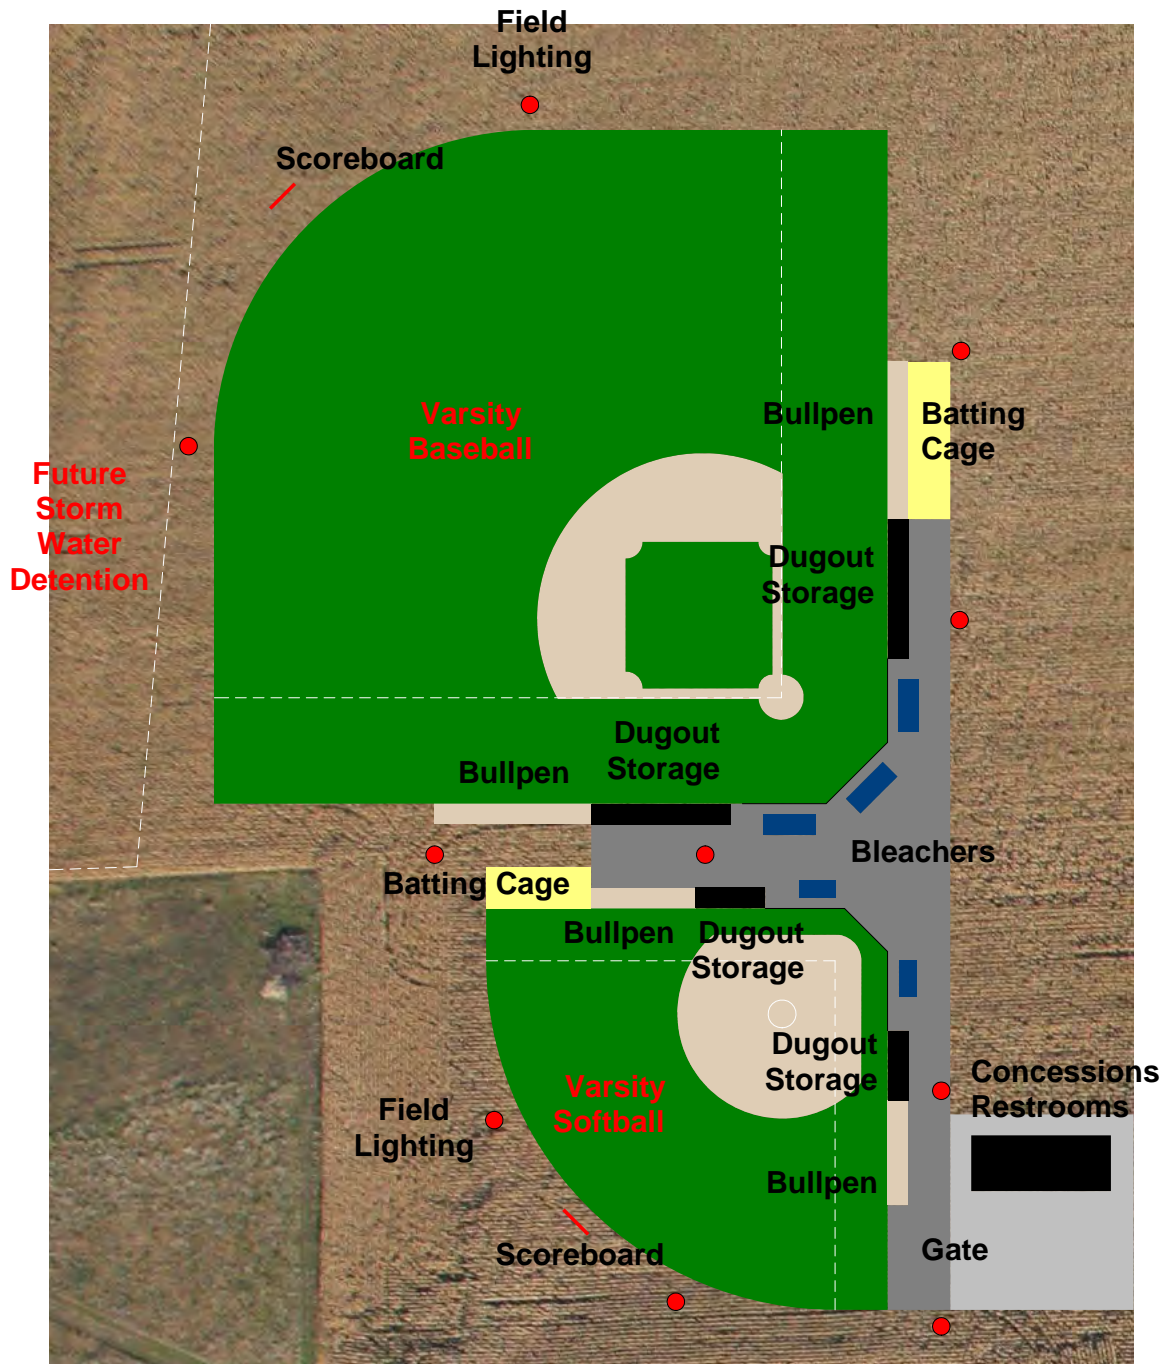 Field
Lighting
Scoreboard
Varsity
Baseball
Bullpen
Batting
Cage
Future
Storm
Water
Detention
Dugout
Storage
Dugout
Storage
Bullpen
Bleachers
Batting Cage
Bullpen
Dugout
Storage
Dugout
Storage
Concessions
Restrooms
Varsity
Softball
Field
Lighting
Bullpen
Scoreboard
Gate